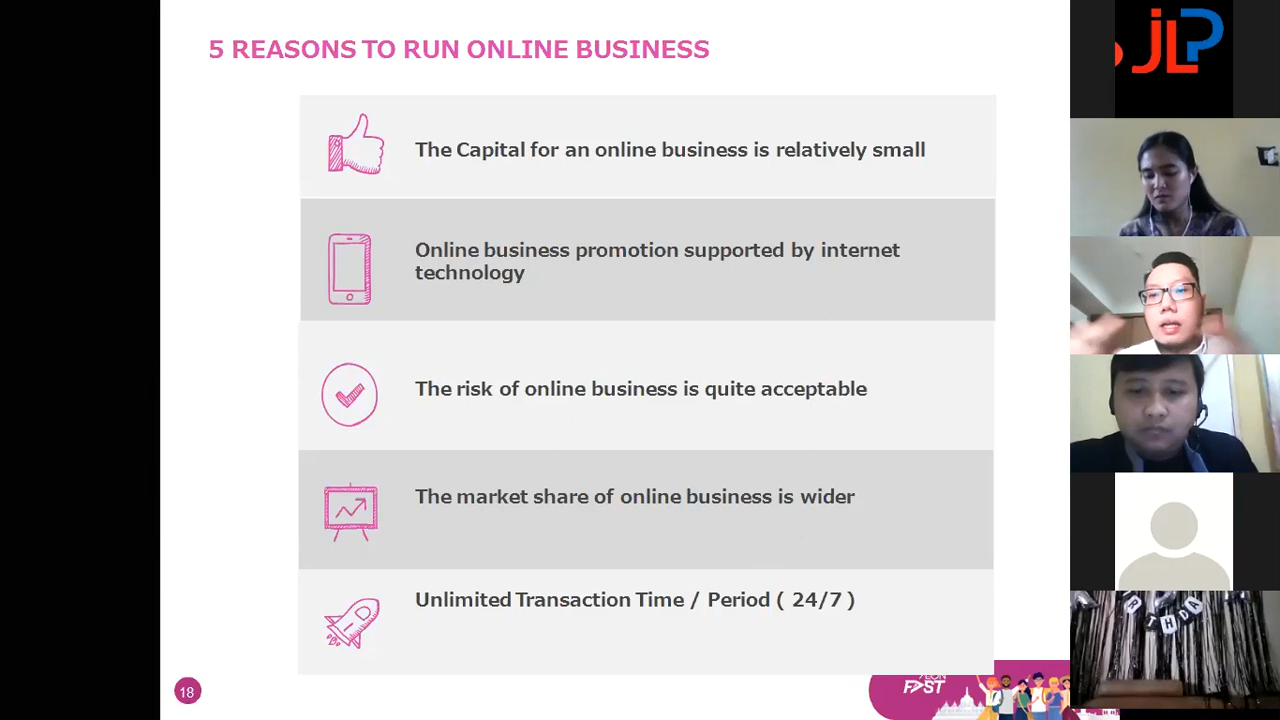 5 REASONS TO RUN ONLINE BUSINESS
The Capital for an online business is relatively small
Online business promotion supported by internet
technology
The risk of online business is quite acceptable
The market share of online business is wider
Unlimited Transaction Time / Period ( 24/7 )
18
FAST
JLP
R THDA